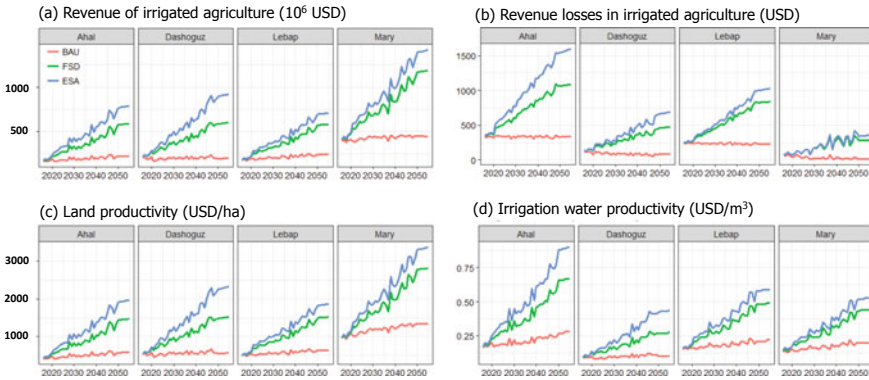 (a) Revenue of irrigated agriculture (10⁶ USD)
Ahal Dashoguz Lebap Mary
BAU
FSD
ESA
1000
500
2020 2030 2040 2050 2020 2030 2040 2050 2020 2030 2040 2050 2020 2030 2040 2050
(b) Revenue losses in irrigated agriculture (USD)
Ahal Dashoguz Lebap Mary
1500
1000
500
0
2020 2030 2040 2050 2020 2030 2040 2050 2020 2030 2040 2050 2020 2030 2040 2050
(c) Land productivity (USD/ha)
Ahal Dashoguz Lebap Mary
3000
2000
1000
2020 2030 2040 2050 2020 2030 2040 2050 2020 2030 2040 2050 2020 2030 2040 2050
(d) Irrigation water productivity (USD/m³)
Ahal Dashoguz Lebap Mary
0.75
0.50
0.25
2020 2030 2040 2050 2020 2030 2040 2050 2020 2030 2040 2050 2020 2030 2040 2050